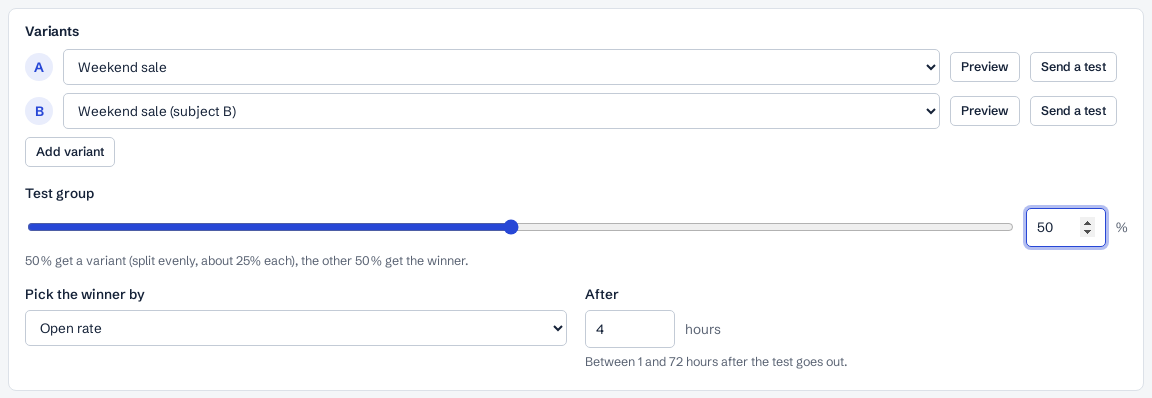 Variants
A Weekend sale Preview Send a test
B Weekend sale (subject B) Preview Send a test
Add variant
Test group
50 %
50% get a variant (split evenly, about 25% each), the other 50% get the winner.
Pick the winner by After
Open rate 4 hours
Between 1 and 72 hours after the test goes out.